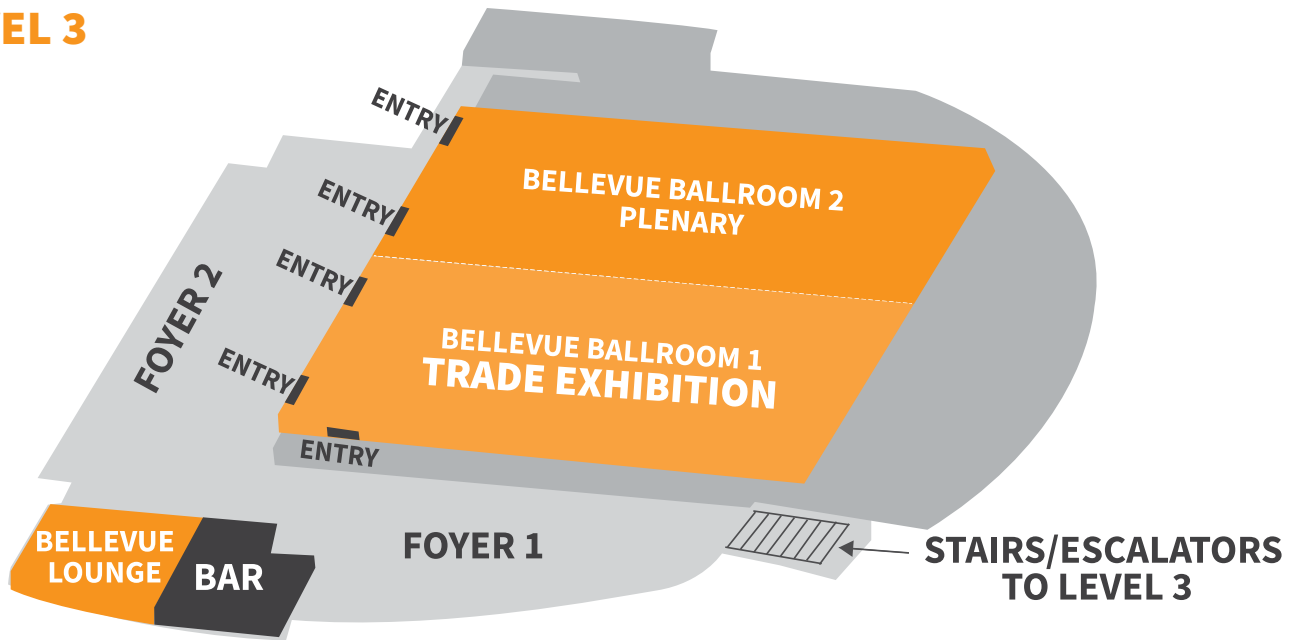 EL 3
ENTRY
BELLEVUE BALLROOM 2
PLENARY
ENTRY
ENTRY
FOYER 2
BELLEVUE BALLROOM 1
TRADE EXHIBITION
ENTRY
ENTRY
BELLEVUE
LOUNGE
BAR
FOYER 1
STAIRS/ESCALATORS
TO LEVEL 3